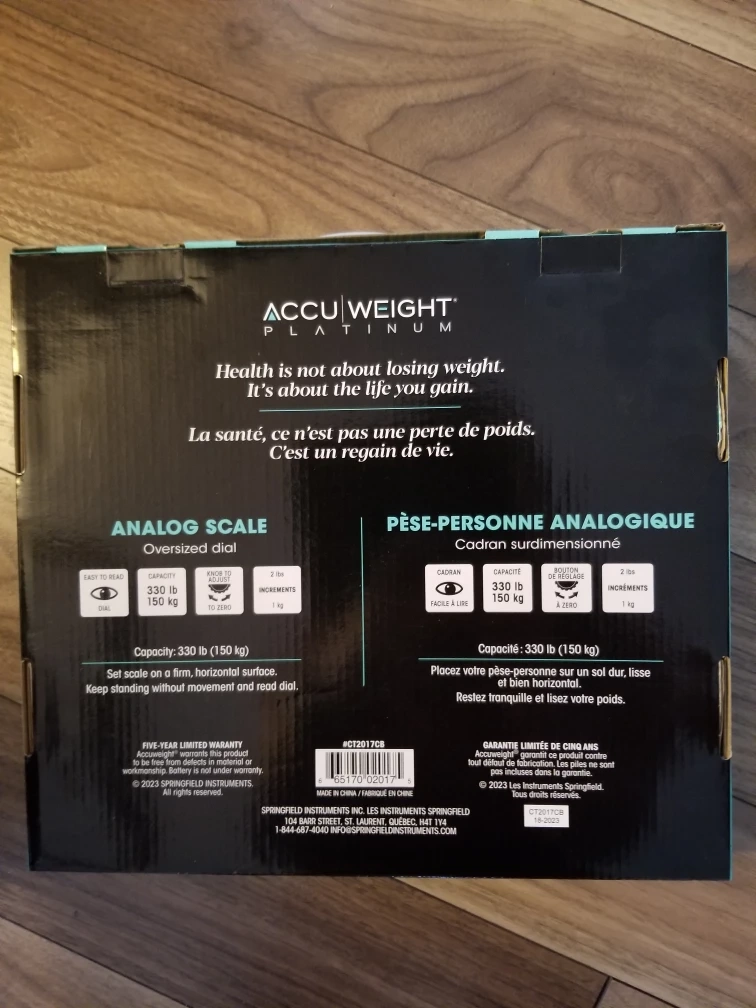 ACCU|WEIGHT®
PLATINUM
Health is not about losing weight.
It's about the life you gain.
La santé, ce n'est pas une perte de poids.
C'est un regain de vie.
ANALOG SCALE
Oversized dial
EASY TO READ
DIAL
CAPACITY
330 lb
150 kg
KNOB TO
ADJUST
TO ZERO
2 lbs
INCREMENTS
1 kg
Capacity: 330 lb (150 kg)
Set scale on a firm, horizontal surface.
Keep standing without movement and read dial.
PÈSE-PERSONNE ANALOGIQUE
Cadran surdimensionné
CADRAN
FACILE À LIRE
CAPACITÉ
330 lb
150 kg
BOUTON
DE RÉGLAGE
À ZÉRO
2 lbs
INCRÉMENTS
1 kg
Capacité : 330 lb (150 kg)
Placez votre pèse-personne sur un sol dur, lisse
et bien horizontal.
Restez tranquille et lisez votre poids.
FIVE-YEAR LIMITED WARANTY
Accuweight® warrants this product
to be free from defects in material or
workmanship. Battery is not under warranty.
© 2023 SPRINGFIELD INSTRUMENTS.
All rights reserved.
#CT2017CB
6 65170 02017 5
MADE IN CHINA / FABRIQUÉ EN CHINE
GARANTIE LIMITÉE DE CINQ ANS
Accuweight® garantit ce produit contre
tout défaut de fabrication. Les piles ne sont
pas incluses dans la garantie.
© 2023 Les Instruments Springfield.
Tous droits réservés.
CT2017CB
18-2023
SPRINGFIELD INSTRUMENTS INC. LES INSTRUMENTS SPRINGFIELD
104 BARR STREET, ST. LAURENT, QUÉBEC, H4T 1Y4
1-844-687-4040 INFO@SPRINGFIELDINSTRUMENTS.COM